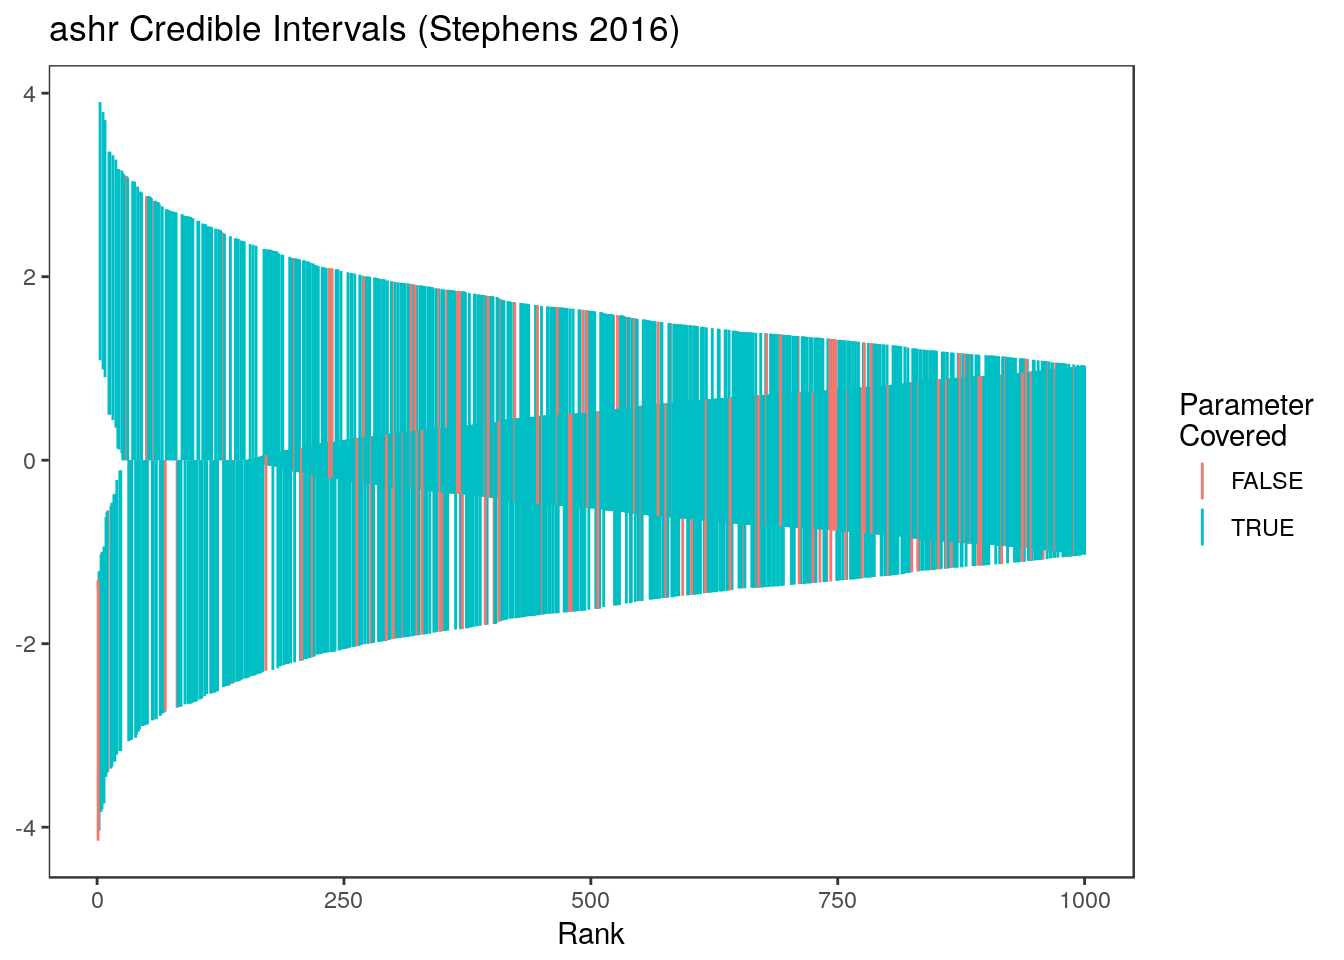 ashr Credible Intervals (Stephens 2016)
4
2
0
-2
-4
0 250 500 750 1000
Rank
Parameter
Covered
FALSE
TRUE